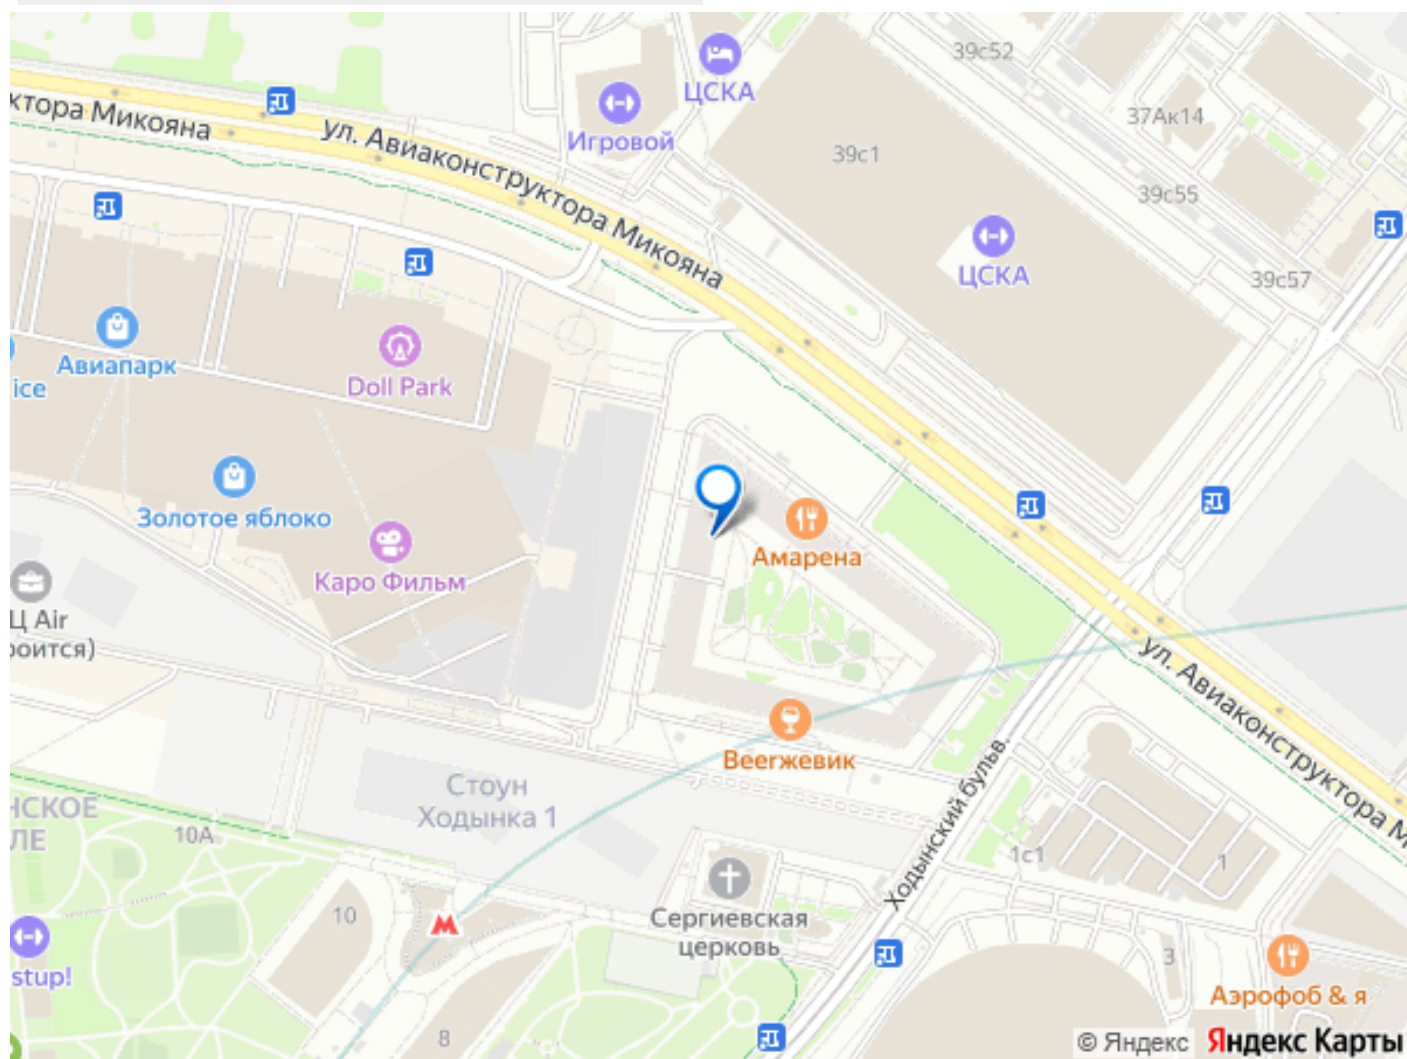 39с52
ЦСКА
ктора Микояна
ул. Авиаконструктора Микояна
Игровой
37Ак14
39с1
39с55
ЦСКА
39с57
Авиапарк
ice
Doll Park
Золотое яблоко
Каро Фильм
Амарена
Ц Air
роится)
ул. Авиаконструктора М
Веегжевик
Стоун
Ходынка 1
Ходынский бульв.
НСКОЕ
ЛЕ
10А
1с1
1
10
Сергиевская
церковь
stup!
3
Аэрофоб & я
8
© Яндекс Яндекс Карты